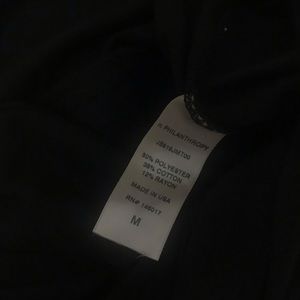 PHILANTHROPY
50% POLYESTER
38% COTTON
12% RAYON
MADE IN USA
RN# 146017
M